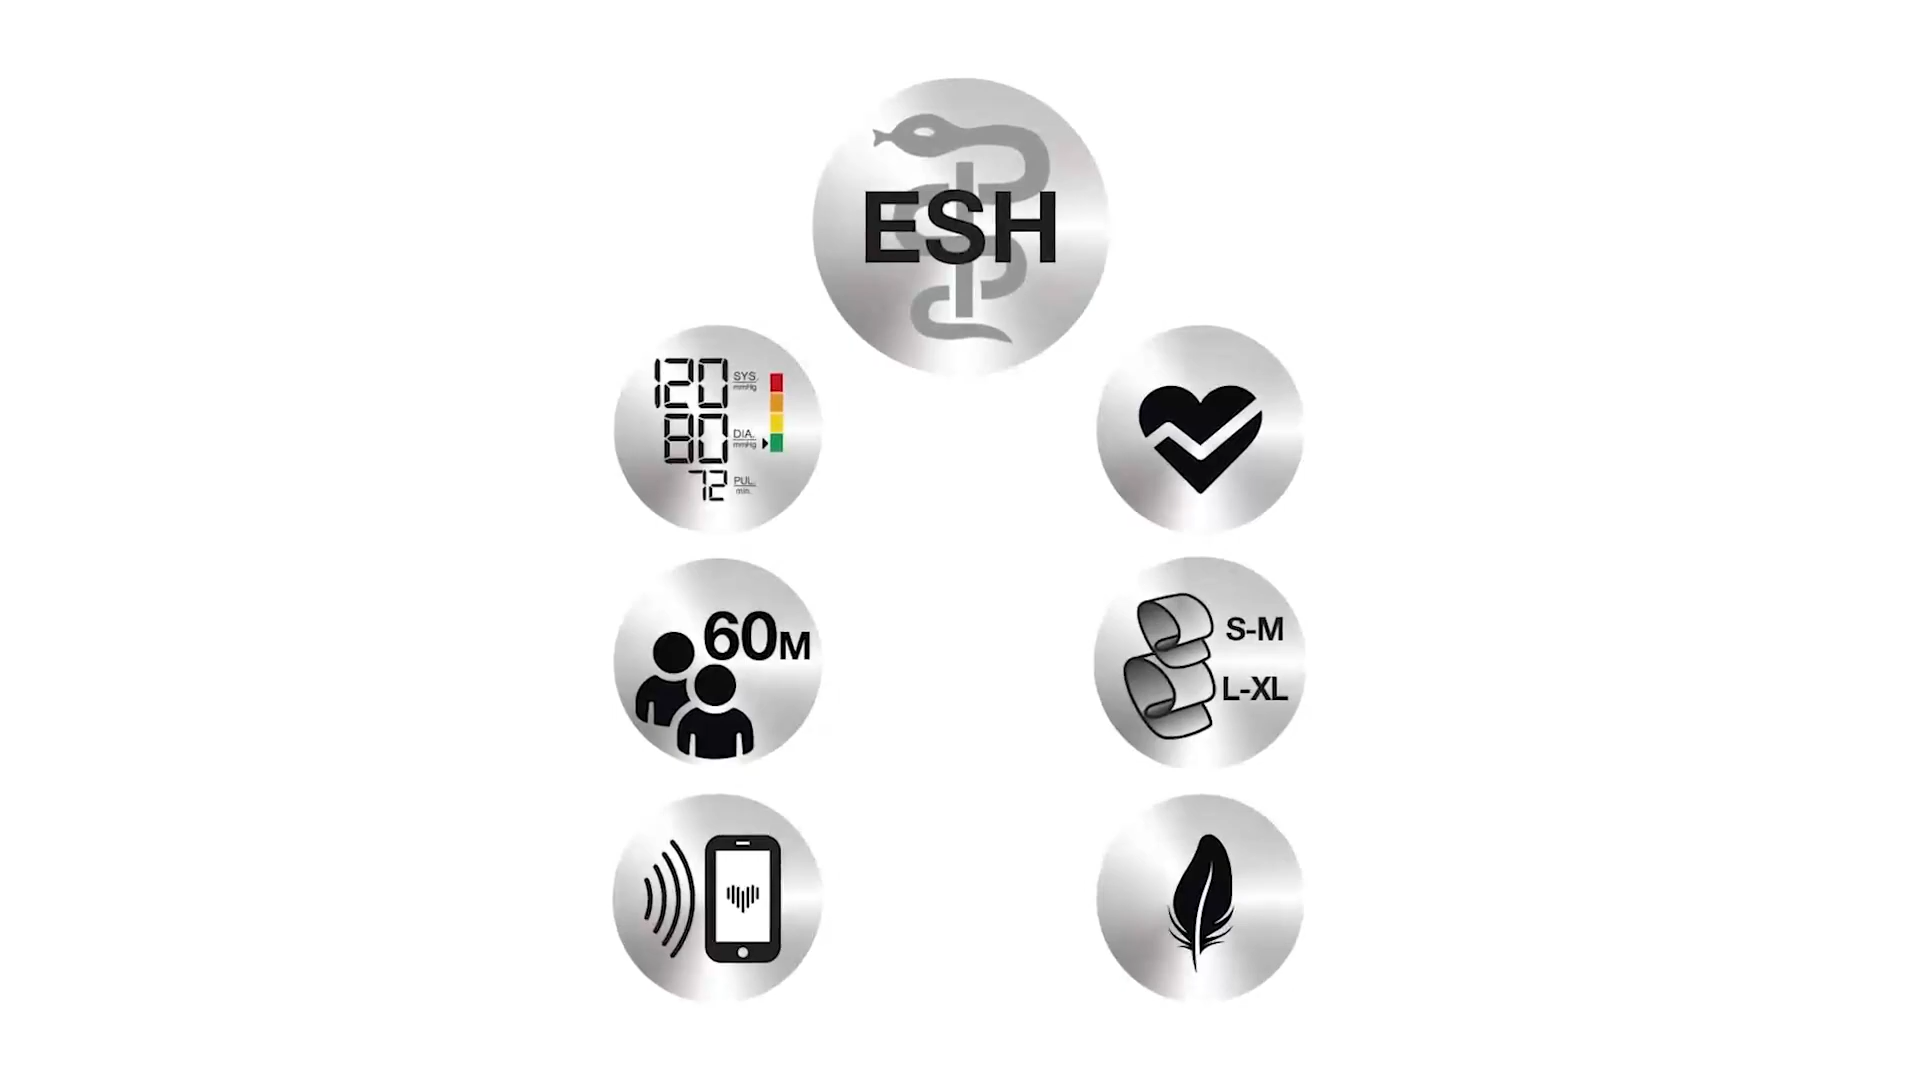 ESH
120 SYS.
mmHg
80 DIA.
mmHg
72 PUL.
min.
60M
S-M
L-XL